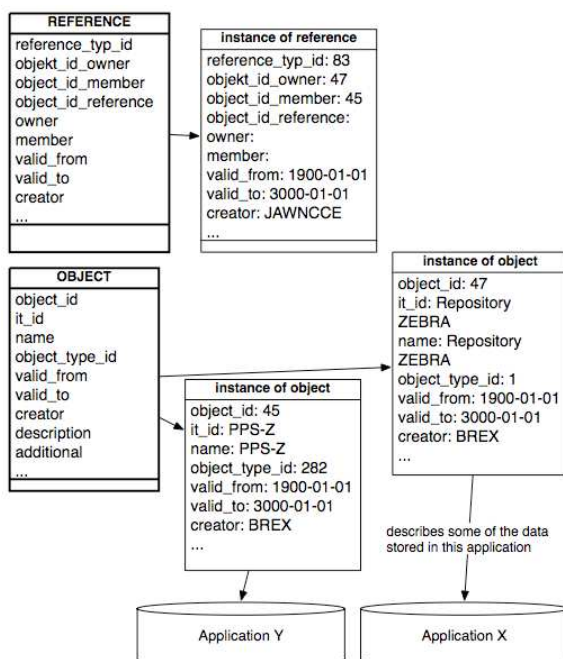 REFERENCE
reference_typ_id
objekt_id_owner
object_id_member
object_id_reference
owner
member
valid_from
valid_to
creator
...
instance of reference
reference_typ_id: 83
objekt_id_owner: 47
object_id_member: 45
object_id_reference:
owner:
member:
valid_from: 1900-01-01
valid_to: 3000-01-01
creator: JAWNCCE
...
OBJECT
object_id
it_id
name
object_type_id
valid_from
valid_to
creator
description
additional
...
instance of object
object_id: 47
it_id: Repository
ZEBRA
name: Repository
ZEBRA
object_type_id: 1
valid_from: 1900-01-01
valid_to: 3000-01-01
creator: BREX
...
instance of object
object_id: 45
it_id: PPS-Z
name: PPS-Z
object_type_id: 282
valid_from: 1900-01-01
valid_to: 3000-01-01
creator: BREX
...
describes some of the data
stored in this application
Application Y
Application X